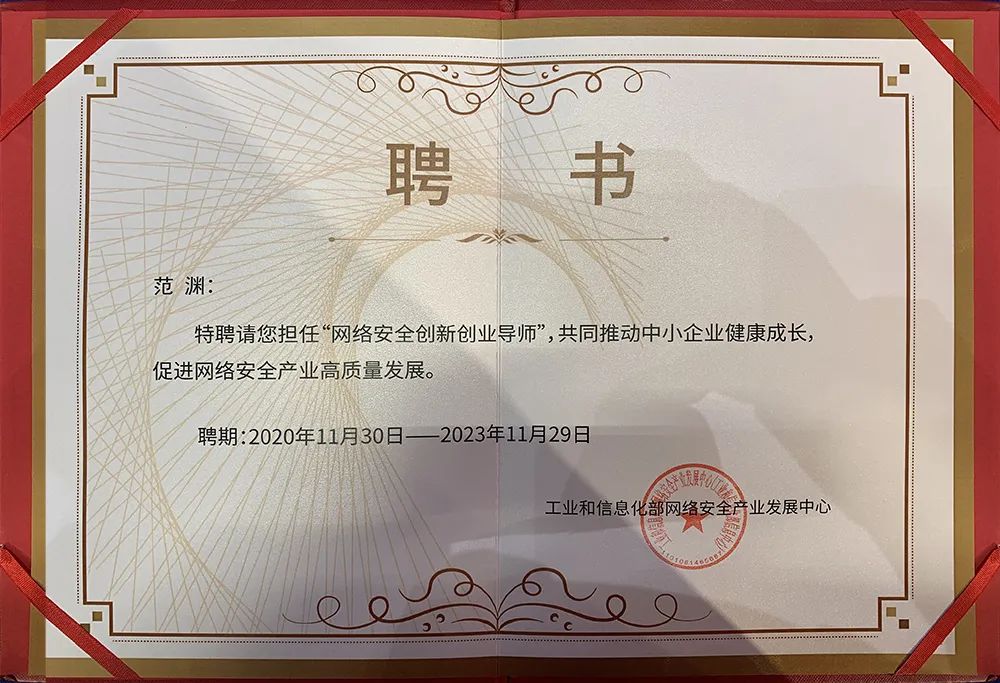 聘 书
范 渊：
特聘请您担任“网络安全创新创业导师”，共同推动中小企业健康成长，
促进网络安全产业高质量发展。
聘期：2020年11月30日——2023年11月29日
工业和信息化部网络安全产业发展中心